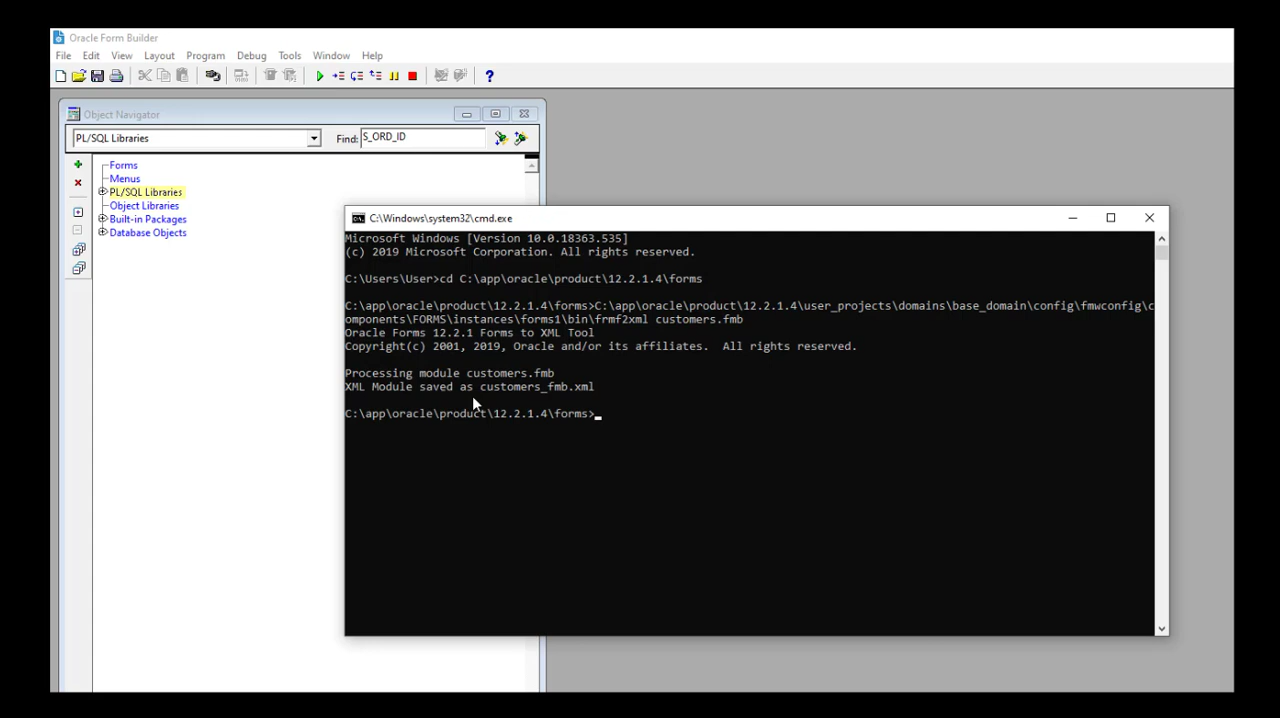 Oracle Form Builder
File Edit View Layout Program Debug Tools Window Help
Object Navigator
PL/SQL Libraries
Find: S_ORD_ID
Forms
Menus
PL/SQL Libraries
Object Libraries
Built-in Packages
Database Objects
C:\Windows\system32\cmd.exe
Microsoft Windows [Version 10.0.18363.535]
(c) 2019 Microsoft Corporation. All rights reserved.
C:\Users\User>cd C:\app\oracle\product\12.2.1.4\forms
C:\app\oracle\product\12.2.1.4\forms>C:\app\oracle\product\12.2.1.4\user_projects\domains\base_domain\config\fmwconfig\c
omponents\FORMS\instances\forms1\bin\frmf2xml customers.fmb
Oracle Forms 12.2.1 Forms to XML Tool
Copyright(c) 2001, 2019, Oracle and/or its affiliates.  All rights reserved.
Processing module customers.fmb
XML Module saved as customers_fmb.xml
C:\app\oracle\product\12.2.1.4\forms>_